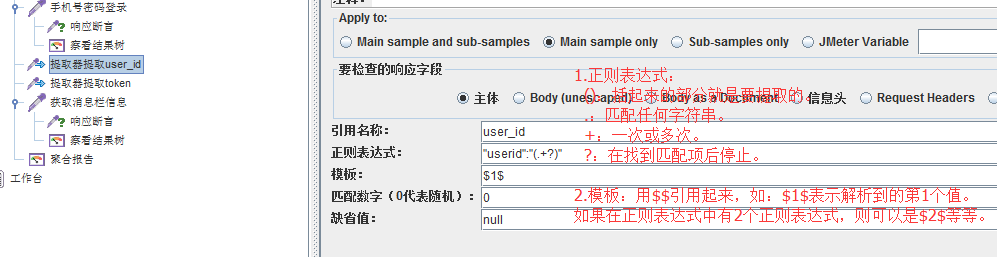 手机号密码登录
响应断言
察看结果树
提取器提取user_id
提取器提取token
获取消息栏信息
响应断言
察看结果树
聚合报告
工作台
Apply to:
Main sample and sub-samples
Main sample only
Sub-samples only
JMeter Variable
要检查的响应字段
主体
Body (unescaped)
Body as a Document
信息头
Request Headers
引用名称:
user_id
正则表达式:
"userid":"(.+?)"
模板:
$1$
匹配数字（0代表随机）:
0
缺省值:
null
1.正则表达式：
()：括起来的部分就是要提取的。
.：匹配任何字符串。
+：一次或多次。
?：在找到匹配项后停止。
2.模板：用$$引用起来，如：$1$表示解析到的第1个值。
如果在正则表达式中有2个正则表达式，则可以是$2$等等。